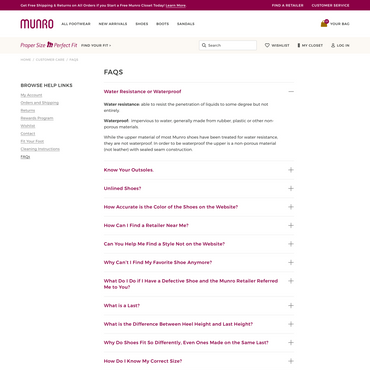 Get Free Shipping & Returns on All Orders if you Start a Free Munro Closet Today! Learn More
FIND A RETAILER
CUSTOMER SERVICE
MUNRO
ALL FOOTWEAR
NEW ARRIVALS
SHOES
BOOTS
SANDALS
YOUR BAG
Proper Size In Perfect Fit
FIND YOUR FIT
Search
WISHLIST
MY CLOSET
LOG IN
HOME / CUSTOMER CARE / FAQS
FAQS
BROWSE HELP LINKS
My Account
Orders and Shipping
Returns
Rewards Program
Wishlist
Contact
Fit Your Foot
Cleaning Instructions
FAQs
Water Resistance or Waterproof
Water resistance: able to resist the penetration of liquids to some degree but not
entirely.
Waterproof: impervious to water: generally made from rubber, plastic or other non-
porous materials.
While the upper material of most Munro shoes have been treated for water resistance,
they are not waterproof. In order to be waterproof the upper is a non-porous material
(not leather) with sealed seam construction.
Know Your Outsoles.
Unlined Shoes?
How Accurate is the Color of the Shoes on the Website?
How Can I Find a Retailer Near Me?
Can You Help Me Find a Style Not on the Website?
Why Can't I Find My Favorite Shoe Anymore?
What Do I Do if I Have a Defective Shoe and the Munro Retailer Referred
Me to You?
What is a Last?
What is the Difference Between Heel Height and Last Height?
Why Do Shoes Fit So Differently, Even Ones Made on the Same Last?
How Do I Know My Correct Size?